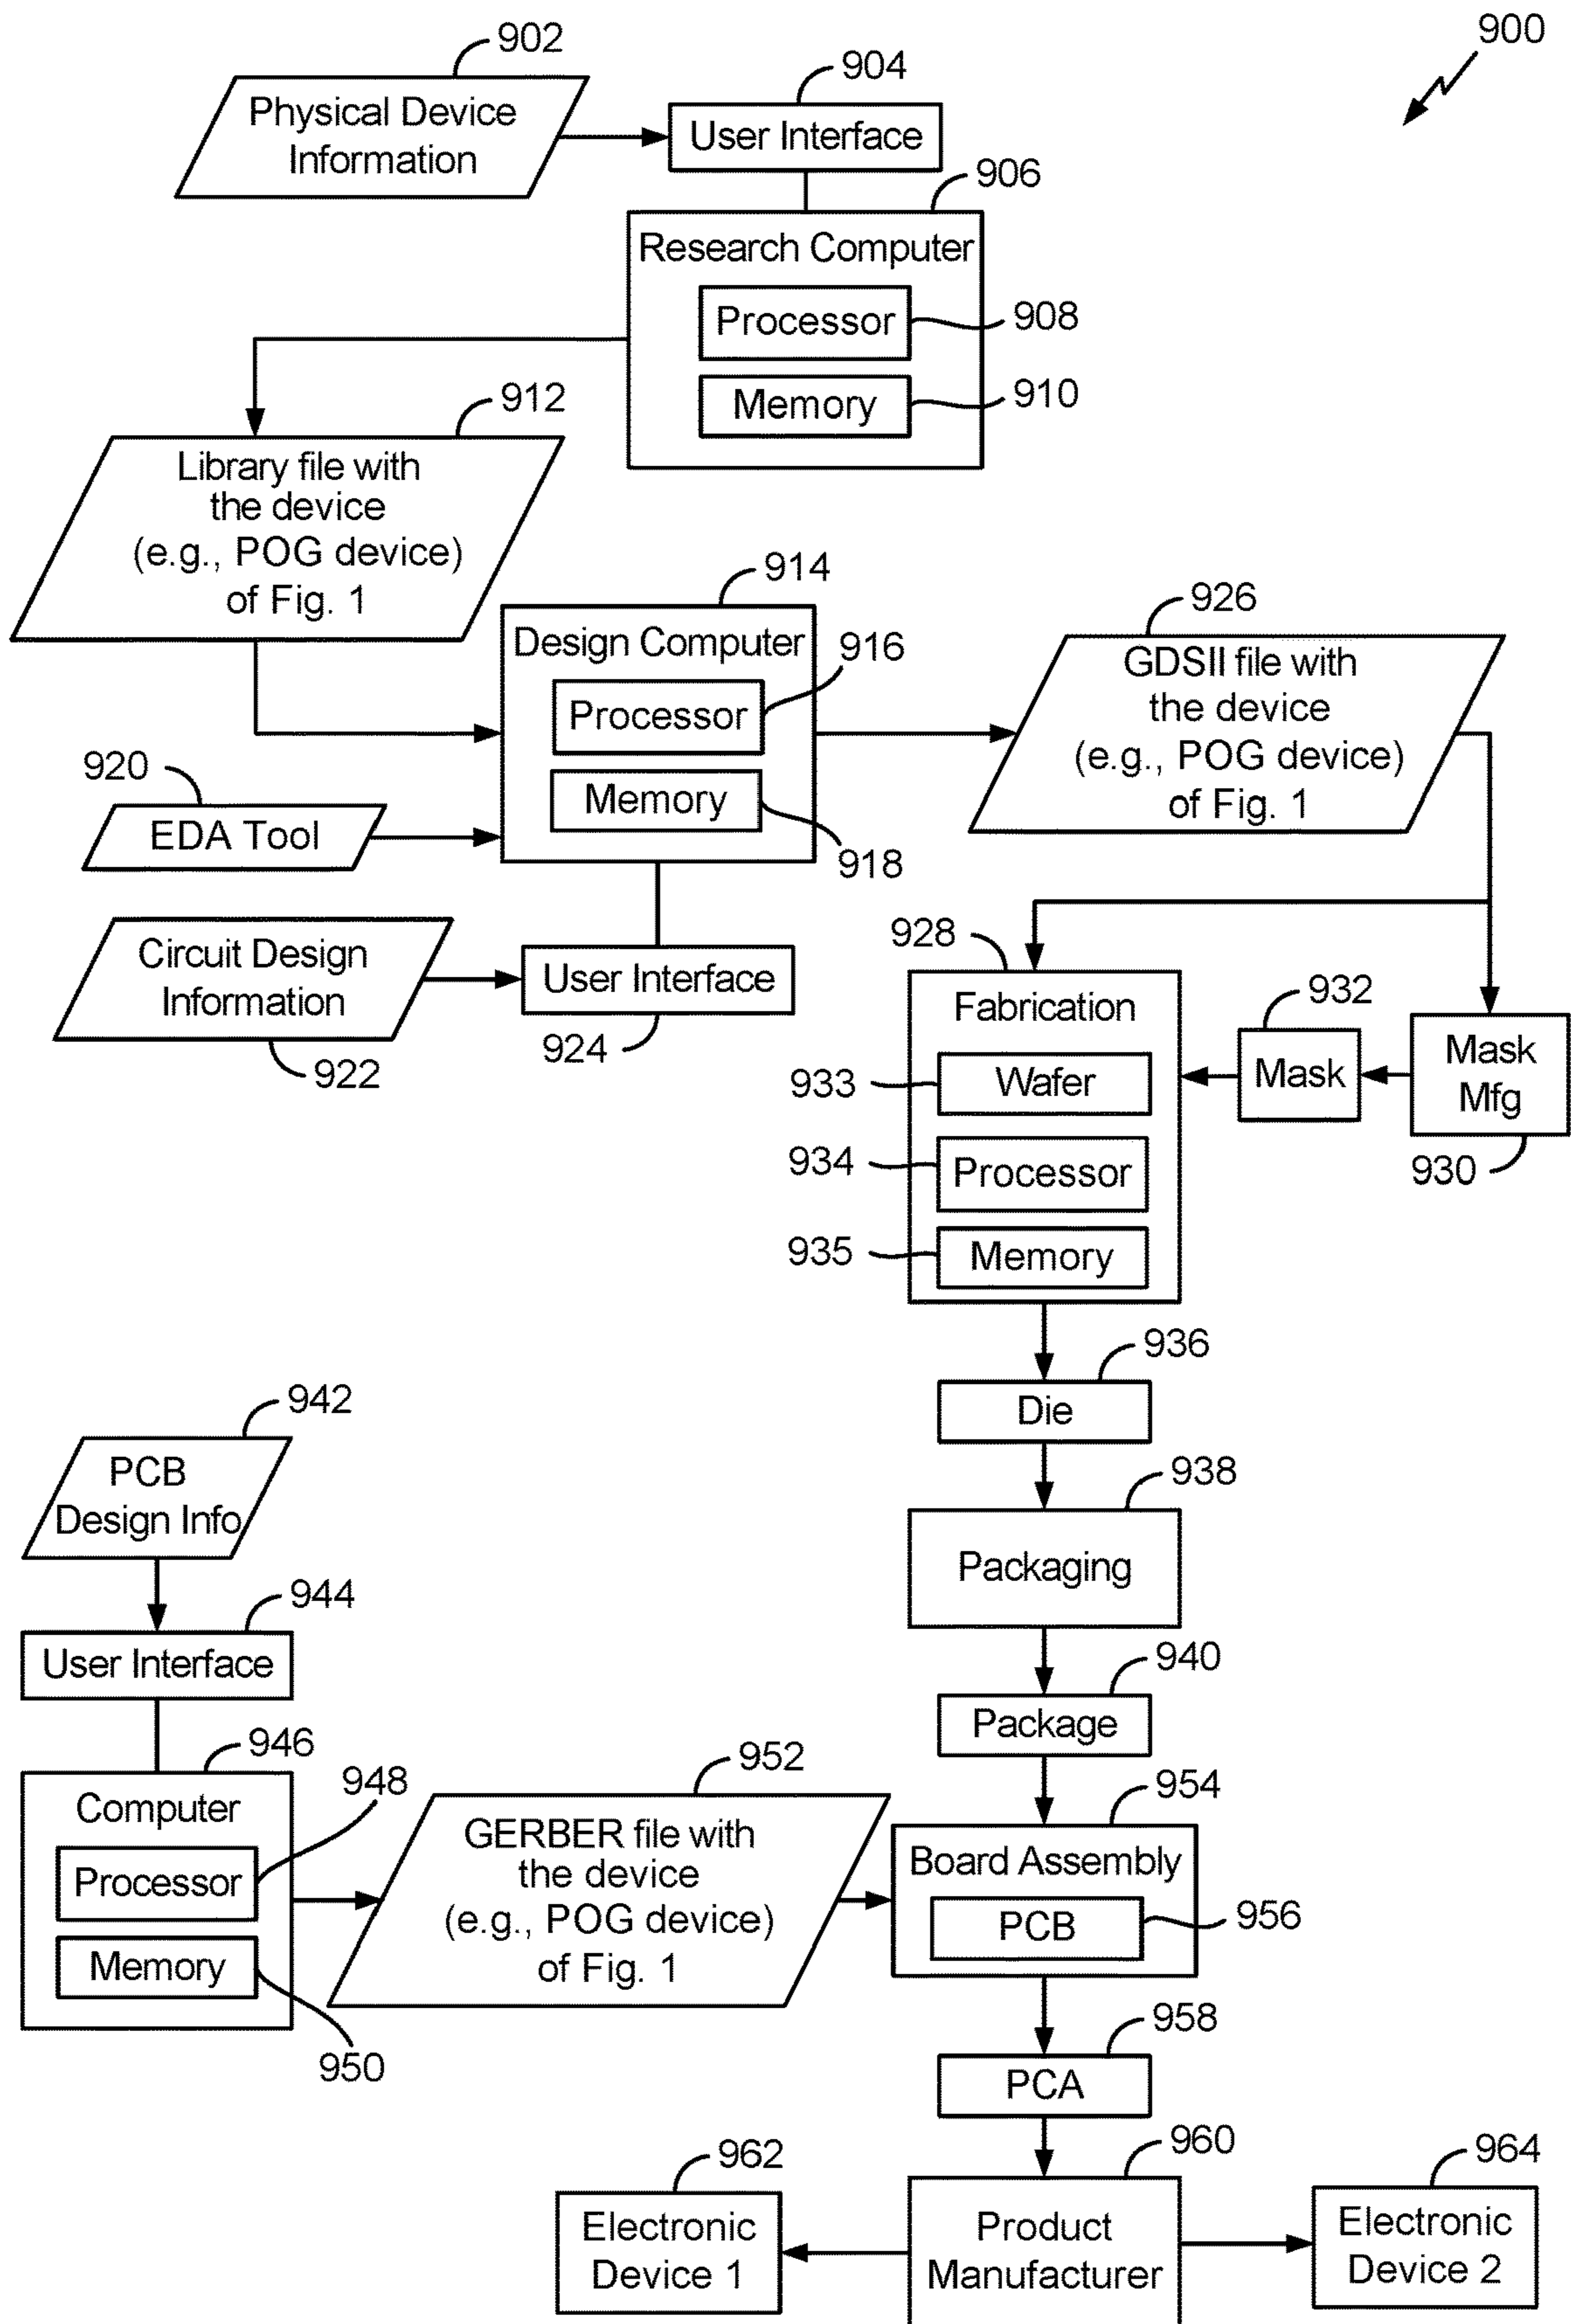 900
902
Physical Device
Information
904
User Interface
906
Research Computer
Processor
908
Memory
910
912
Library file with
the device
(e.g., POG device)
of Fig. 1
914
Design Computer
916
Processor
Memory
918
920
EDA Tool
Circuit Design
Information
922
User Interface
924
926
GDSII file with
the device
(e.g., POG device)
of Fig. 1
928
Fabrication
933
Wafer
934
Processor
935
Memory
932
Mask
Mask
Mfg
930
936
Die
938
Packaging
940
Package
942
PCB
Design Info
944
User Interface
946
Computer
948
Processor
Memory
950
952
GERBER file with
the device
(e.g., POG device)
of Fig. 1
954
Board Assembly
PCB
956
958
PCA
960
Product
Manufacturer
962
Electronic
Device 1
964
Electronic
Device 2